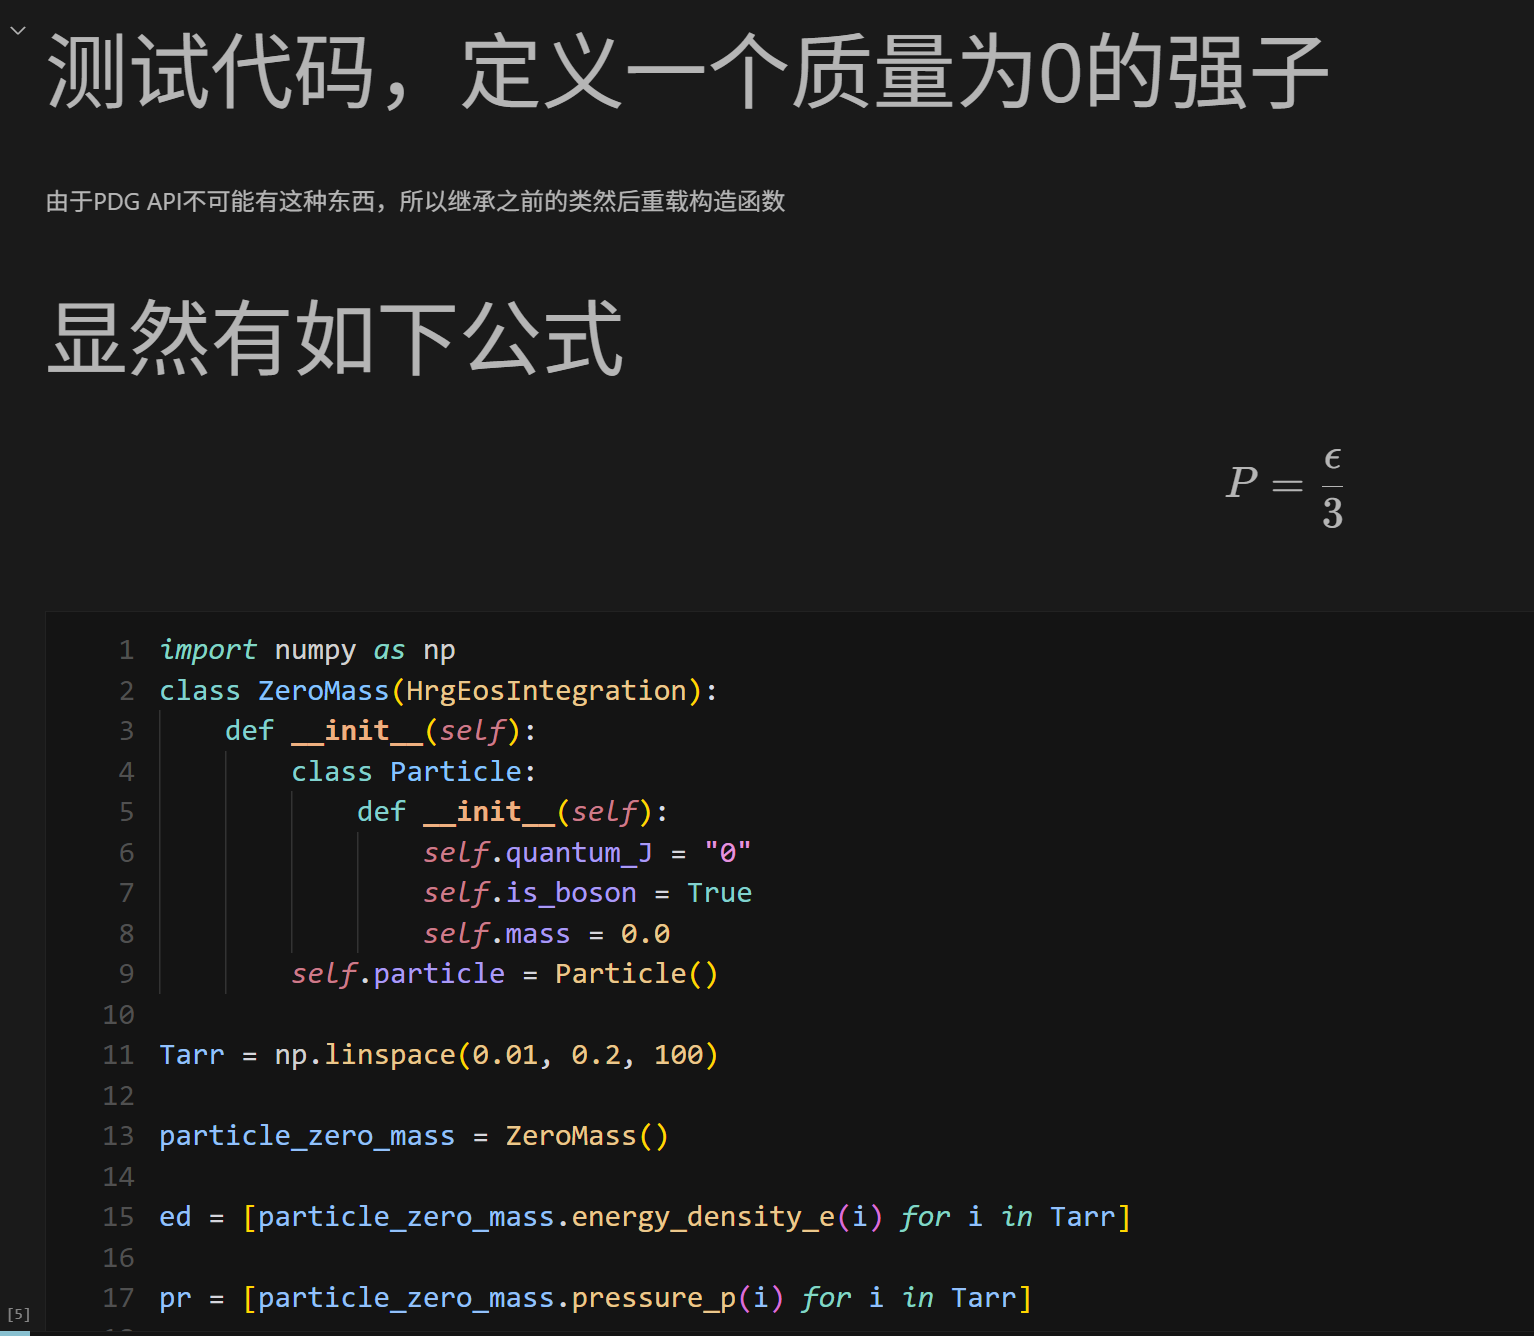 测试代码，定义一个质量为0的强子
由于PDG API不可能有这种东西，所以继承之前的类然后重载构造函数
显然有如下公式
P = ϵ/3
1 import numpy as np
2 class ZeroMass(HrgEosIntegration):
3     def __init__(self):
4         class Particle:
5             def __init__(self):
6                 self.quantum_J = "0"
7                 self.is_boson = True
8                 self.mass = 0.0
9         self.particle = Particle()
10
11 Tarr = np.linspace(0.01, 0.2, 100)
12
13 particle_zero_mass = ZeroMass()
14
15 ed = [particle_zero_mass.energy_density_e(i) for i in Tarr]
16
[5] 17 pr = [particle_zero_mass.pressure_p(i) for i in Tarr]